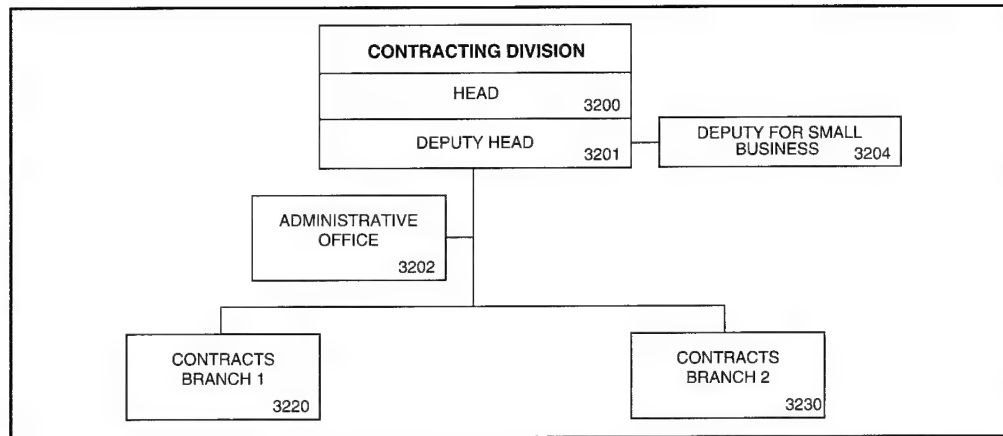 CONTRACTING DIVISION
HEAD
3200
DEPUTY HEAD
3201
DEPUTY FOR SMALL
BUSINESS
3204
ADMINISTRATIVE
OFFICE
3202
CONTRACTS
BRANCH 1
3220
CONTRACTS
BRANCH 2
3230